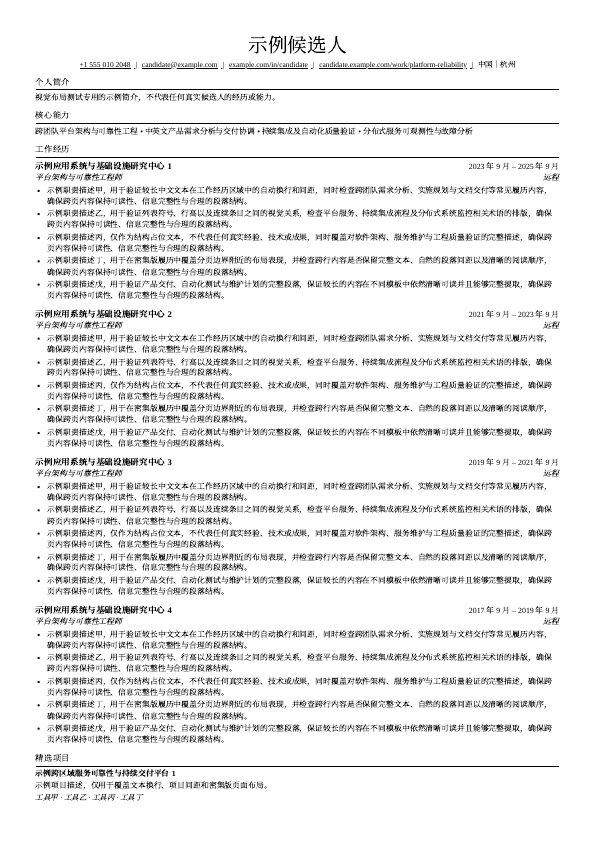 示例候选人
+1 555 010 2048 | candidate@example.com | example.com/in/candidate | candidate.example.com/work/platform-reliability | 中国 | 杭州
个人简介
视觉布局测试专用的示例简介，不代表任何真实候选人的经历或能力。
核心能力
跨团队平台架构与可靠性工程 • 中英文产品需求分析与交付协调 • 持续集成及自动化质量验证 • 分布式服务可观测性与故障分析
工作经历
示例应用系统与基础设施研究中心 1 2023 年 9 月 – 2025 年 9 月
平台架构与可靠性工程师 远程
• 示例职责描述甲，用于验证较长中文文本在工作经历区域中的自动换行和间距，同时检查跨团队需求分析、实施规划与文档交付等常见履历内容，
确保跨页内容保持可读性、信息完整性与合理的段落结构。
• 示例职责描述乙，用于验证列表符号、行高以及连续条目之间的视觉关系，检查平台服务、持续集成流程及分布式系统监控相关术语的排版，确保
跨页内容保持可读性、信息完整性与合理的段落结构。
• 示例职责描述丙，仅作为结构占位文本，不代表任何真实经验、技术或成果，同时覆盖对软件架构、服务维护与工程质量验证的完整描述，确保跨
页内容保持可读性、信息完整性与合理的段落结构。
• 示例职责描述丁，用于在密集版履历中覆盖分页边界附近的布局表现，并检查跨行内容是否保留完整文本、自然的段落间距以及清晰的阅读顺序，
确保跨页内容保持可读性、信息完整性与合理的段落结构。
• 示例职责描述戊，用于验证产品交付、自动化测试与维护计划的完整段落，保证较长的内容在不同模板中依然清晰可读并且能够完整提取，确保跨
页内容保持可读性、信息完整性与合理的段落结构。
示例应用系统与基础设施研究中心 2 2021 年 9 月 – 2023 年 9 月
平台架构与可靠性工程师 远程
• 示例职责描述甲，用于验证较长中文文本在工作经历区域中的自动换行和间距，同时检查跨团队需求分析、实施规划与文档交付等常见履历内容，
确保跨页内容保持可读性、信息完整性与合理的段落结构。
• 示例职责描述乙，用于验证列表符号、行高以及连续条目之间的视觉关系，检查平台服务、持续集成流程及分布式系统监控相关术语的排版，确保
跨页内容保持可读性、信息完整性与合理的段落结构。
• 示例职责描述丙，仅作为结构占位文本，不代表任何真实经验、技术或成果，同时覆盖对软件架构、服务维护与工程质量验证的完整描述，确保跨
页内容保持可读性、信息完整性与合理的段落结构。
• 示例职责描述丁，用于在密集版履历中覆盖分页边界附近的布局表现，并检查跨行内容是否保留完整文本、自然的段落间距以及清晰的阅读顺序，
确保跨页内容保持可读性、信息完整性与合理的段落结构。
• 示例职责描述戊，用于验证产品交付、自动化测试与维护计划的完整段落，保证较长的内容在不同模板中依然清晰可读并且能够完整提取，确保跨
页内容保持可读性、信息完整性与合理的段落结构。
示例应用系统与基础设施研究中心 3 2019 年 9 月 – 2021 年 9 月
平台架构与可靠性工程师 远程
• 示例职责描述甲，用于验证较长中文文本在工作经历区域中的自动换行和间距，同时检查跨团队需求分析、实施规划与文档交付等常见履历内容，
确保跨页内容保持可读性、信息完整性与合理的段落结构。
• 示例职责描述乙，用于验证列表符号、行高以及连续条目之间的视觉关系，检查平台服务、持续集成流程及分布式系统监控相关术语的排版，确保
跨页内容保持可读性、信息完整性与合理的段落结构。
• 示例职责描述丙，仅作为结构占位文本，不代表任何真实经验、技术或成果，同时覆盖对软件架构、服务维护与工程质量验证的完整描述，确保跨
页内容保持可读性、信息完整性与合理的段落结构。
• 示例职责描述丁，用于在密集版履历中覆盖分页边界附近的布局表现，并检查跨行内容是否保留完整文本、自然的段落间距以及清晰的阅读顺序，
确保跨页内容保持可读性、信息完整性与合理的段落结构。
• 示例职责描述戊，用于验证产品交付、自动化测试与维护计划的完整段落，保证较长的内容在不同模板中依然清晰可读并且能够完整提取，确保跨
页内容保持可读性、信息完整性与合理的段落结构。
示例应用系统与基础设施研究中心 4 2017 年 9 月 – 2019 年 9 月
平台架构与可靠性工程师 远程
• 示例职责描述甲，用于验证较长中文文本在工作经历区域中的自动换行和间距，同时检查跨团队需求分析、实施规划与文档交付等常见履历内容，
确保跨页内容保持可读性、信息完整性与合理的段落结构。
• 示例职责描述乙，用于验证列表符号、行高以及连续条目之间的视觉关系，检查平台服务、持续集成流程及分布式系统监控相关术语的排版，确保
跨页内容保持可读性、信息完整性与合理的段落结构。
• 示例职责描述丙，仅作为结构占位文本，不代表任何真实经验、技术或成果，同时覆盖对软件架构、服务维护与工程质量验证的完整描述，确保跨
页内容保持可读性、信息完整性与合理的段落结构。
• 示例职责描述丁，用于在密集版履历中覆盖分页边界附近的布局表现，并检查跨行内容是否保留完整文本、自然的段落间距以及清晰的阅读顺序，
确保跨页内容保持可读性、信息完整性与合理的段落结构。
• 示例职责描述戊，用于验证产品交付、自动化测试与维护计划的完整段落，保证较长的内容在不同模板中依然清晰可读并且能够完整提取，确保跨
页内容保持可读性、信息完整性与合理的段落结构。
精选项目
示例跨区域服务可靠性与持续交付平台 1
示例项目描述，仅用于覆盖文本换行、项目间距和密集版页面布局。
工具甲 · 工具乙 · 工具丙 · 工具丁